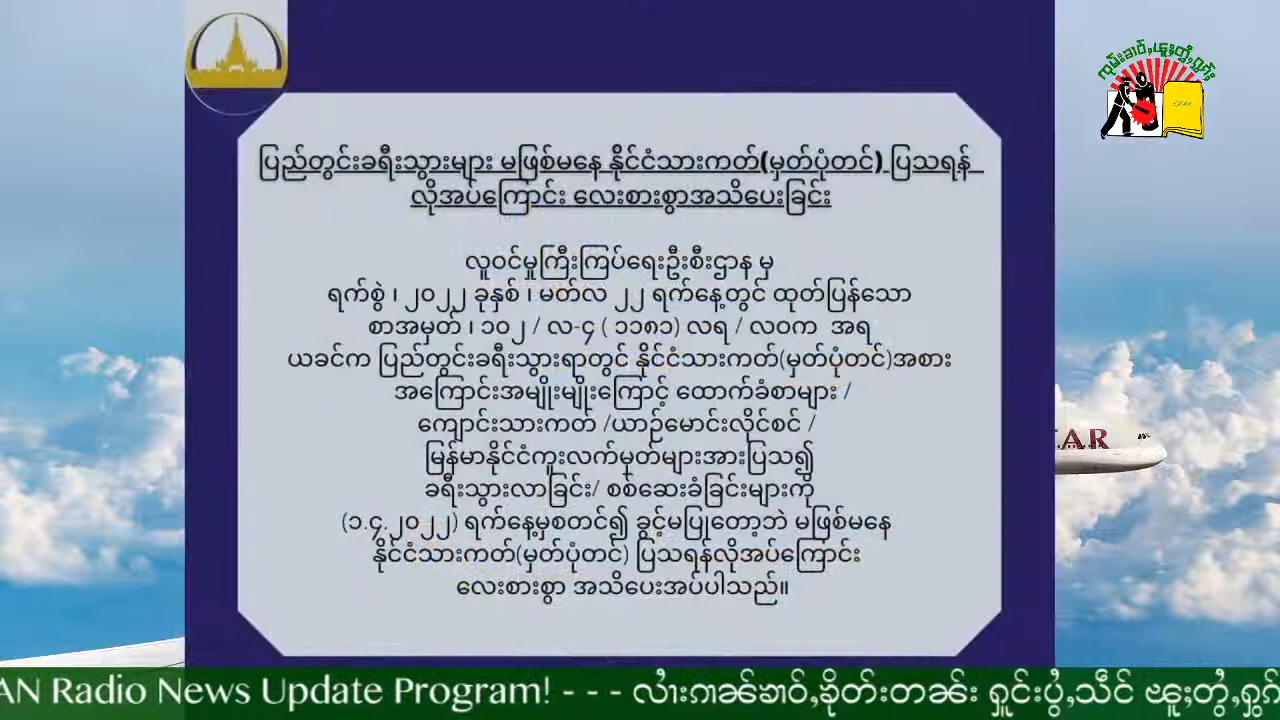 ပြည်တွင်းခရီးသွားများ မဖြစ်မနေ နိုင်ငံသားကတ်(မှတ်ပုံတင်) ပြသရန်
လိုအပ်ကြောင်း လေးစားစွာအသိပေးခြင်း
လူဝင်မှုကြီးကြပ်ရေးဦးစီးဌာန မှ
ရက်စွဲ ၊ ၂၀၂၂ ခုနှစ် ၊ မတ်လ ၂၂ ရက်နေ့တွင် ထုတ်ပြန်သော
စာအမှတ် ၊ ၁၀၂ / လ-၄ ( ၁၁၈၁) လရ / လဝက အရ
ယခင်က ပြည်တွင်းခရီးသွားရာတွင် နိုင်ငံသားကတ်(မှတ်ပုံတင်)အစား
အကြောင်းအမျိုးမျိုးကြောင့် ထောက်ခံစာများ /
ကျောင်းသားကတ် /ယာဉ်မောင်းလိုင်စင် /
မြန်မာနိုင်ငံကူးလက်မှတ်များအားပြသ၍
ခရီးသွားလာခြင်း/ စစ်ဆေးခံခြင်းများကို
(၁.၄.၂၀၂၂) ရက်နေ့မှစတင်၍ ခွင့်မပြုတော့ဘဲ မဖြစ်မနေ
နိုင်ငံသားကတ်(မှတ်ပုံတင်) ပြသရန်လိုအပ်ကြောင်း
လေးစားစွာ အသိပေးအပ်ပါသည်။
AR
AN Radio News Update Program! - - -